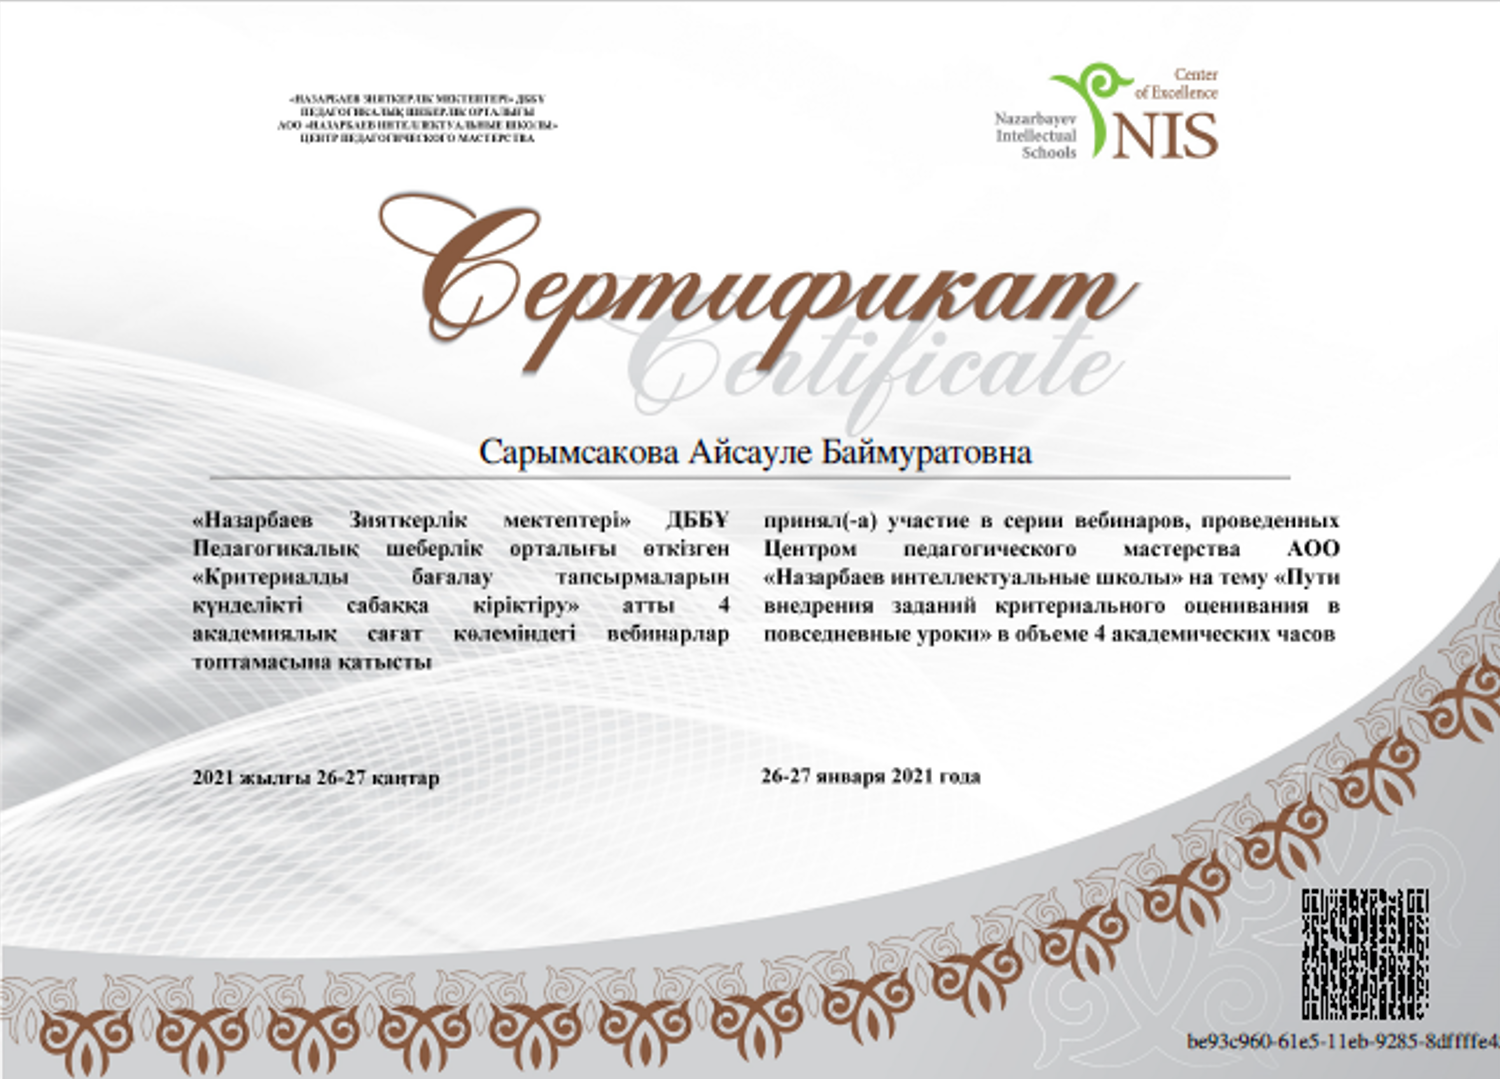 «НАЗАРБАЕВ ЗИЯТКЕРЛІК МЕКТЕПТЕРІ» ДББҰ
ПЕДАГОГИКАЛЫҚ ШЕБЕРЛІК ОРТАЛЫҒЫ
АОО «НАЗАРБАЕВ ИНТЕЛЛЕКТУАЛЬНЫЕ ШКОЛЫ»
ЦЕНТР ПЕДАГОГИЧЕСКОГО МАСТЕРСТВА
Center
of Excellence
Nazarbayev
Intellectual
Schools
NIS
Сертификат
Certificate
Сарымсакова Айсауле Баймуратовна
«Назарбаев Зияткерлік мектептері» ДББҰ
Педагогикалық шеберлік орталығы өткізген
«Критериалды бағалау тапсырмаларын
күнделікті сабаққа кіріктіру» атты 4
академиялық сағат көлеміндегі вебинарлар
топтамасына қатысты
принял(-а) участие в серии вебинаров, проведенных
Центром педагогического мастерства АОО
«Назарбаев интеллектуальные школы» на тему «Пути
внедрения заданий критериального оценивания в
повседневные уроки» в объеме 4 академических часов
2021 жылғы 26-27 қаңтар
26-27 января 2021 года
be93c960-61e5-11eb-9285-8dffffe4